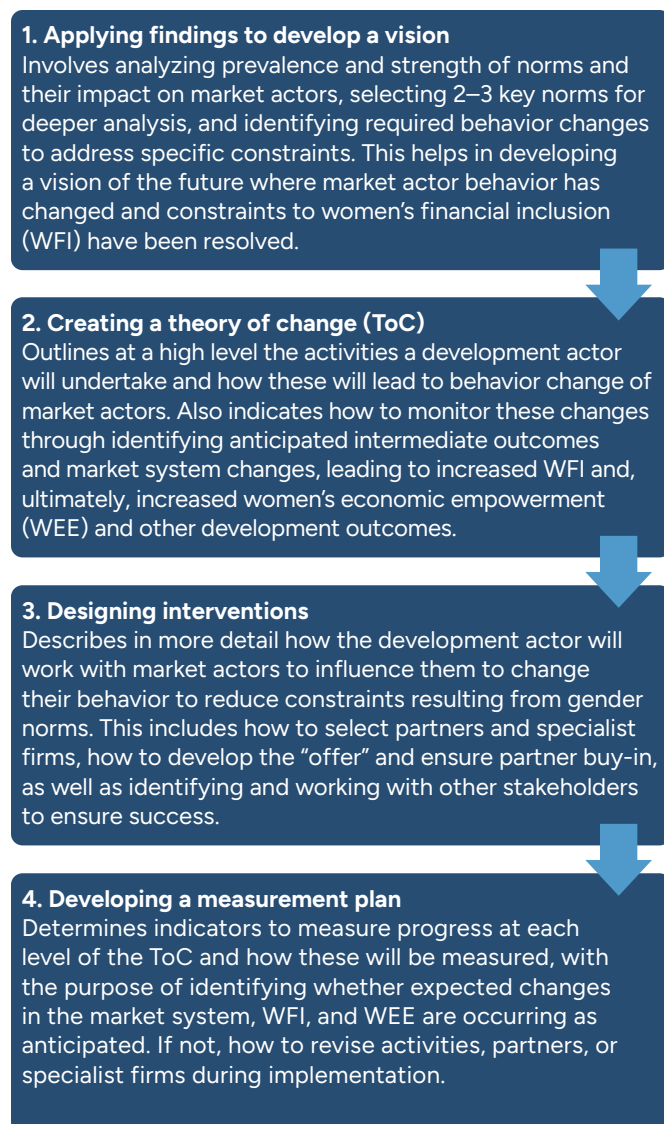 1. Applying findings to develop a vision
Involves analyzing prevalence and strength of norms and
their impact on market actors, selecting 2–3 key norms for
deeper analysis, and identifying required behavior changes
to address specific constraints. This helps in developing
a vision of the future where market actor behavior has
changed and constraints to women’s financial inclusion
(WFI) have been resolved.
2. Creating a theory of change (ToC)
Outlines at a high level the activities a development actor
will undertake and how these will lead to behavior change of
market actors. Also indicates how to monitor these changes
through identifying anticipated intermediate outcomes
and market system changes, leading to increased WFI and,
ultimately, increased women’s economic empowerment
(WEE) and other development outcomes.
3. Designing interventions
Describes in more detail how the development actor will
work with market actors to influence them to change
their behavior to reduce constraints resulting from gender
norms. This includes how to select partners and specialist
firms, how to develop the “offer” and ensure partner buy-in,
as well as identifying and working with other stakeholders
to ensure success.
4. Developing a measurement plan
Determines indicators to measure progress at each
level of the ToC and how these will be measured, with
the purpose of identifying whether expected changes
in the market system, WFI, and WEE are occurring as
anticipated. If not, how to revise activities, partners, or
specialist firms during implementation.